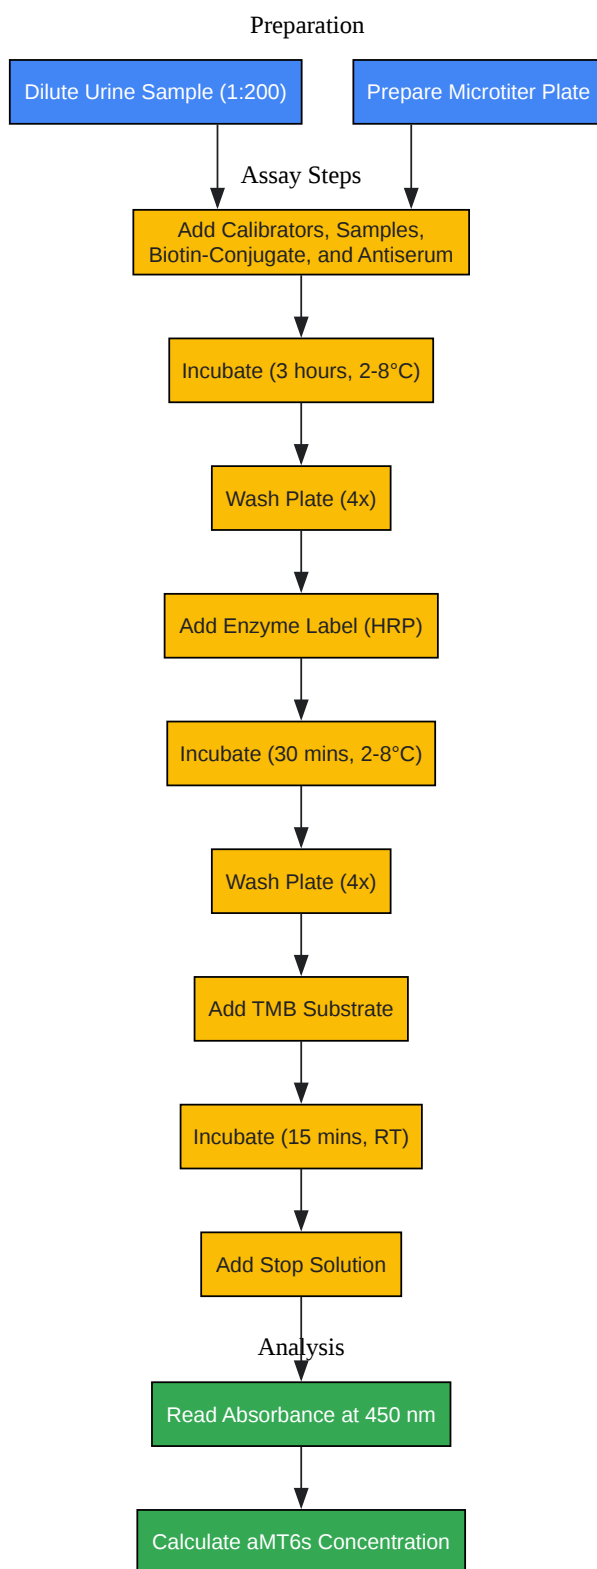 Preparation
Dilute Urine Sample (1:200)
Prepare Microtiter Plate
Assay Steps
Add Calibrators, Samples,
Biotin-Conjugate, and Antiserum
Incubate (3 hours, 2-8°C)
Wash Plate (4x)
Add Enzyme Label (HRP)
Incubate (30 mins, 2-8°C)
Wash Plate (4x)
Add TMB Substrate
Incubate (15 mins, RT)
Add Stop Solution
Analysis
Read Absorbance at 450 nm
Calculate aMT6s Concentration